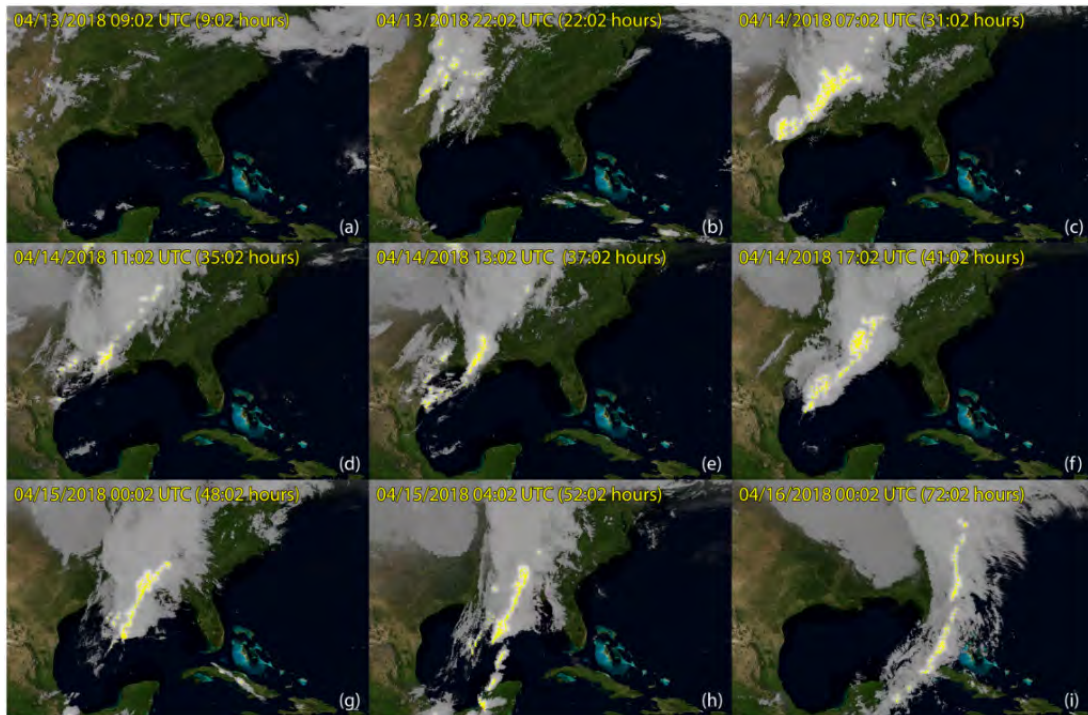 04/13/2018 09:02 UTC (9:02 hours)
04/13/2018 22:02 UTC (22:02 hours)
04/14/2018 07:02 UTC (31:02 hours)
(a)
(b)
(c)
04/14/2018 11:02 UTC (35:02 hours)
04/14/2018 13:02 UTC (37:02 hours)
04/14/2018 17:02 UTC (41:02 hours)
(d)
(e)
(f)
04/15/2018 00:02 UTC (48:02 hours)
04/15/2018 04:02 UTC (52:02 hours)
04/16/2018 00:02 UTC (72:02 hours)
(g)
(h)
(i)